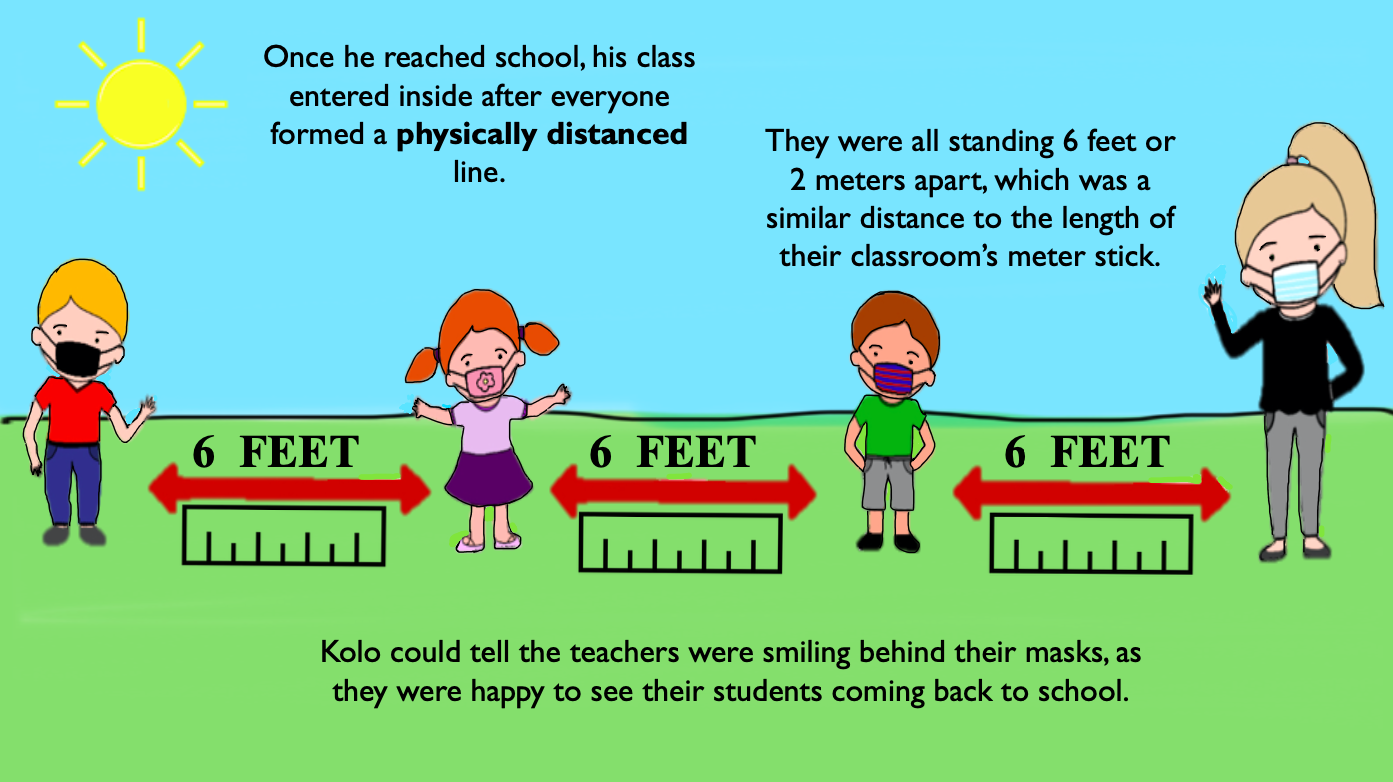 Once he reached school, his class
entered inside after everyone
formed a physically distanced
line.
They were all standing 6 feet or
2 meters apart, which was a
similar distance to the length of
their classroom’s meter stick.
6 FEET
6 FEET
6 FEET
Kolo could tell the teachers were smiling behind their masks, as
they were happy to see their students coming back to school.